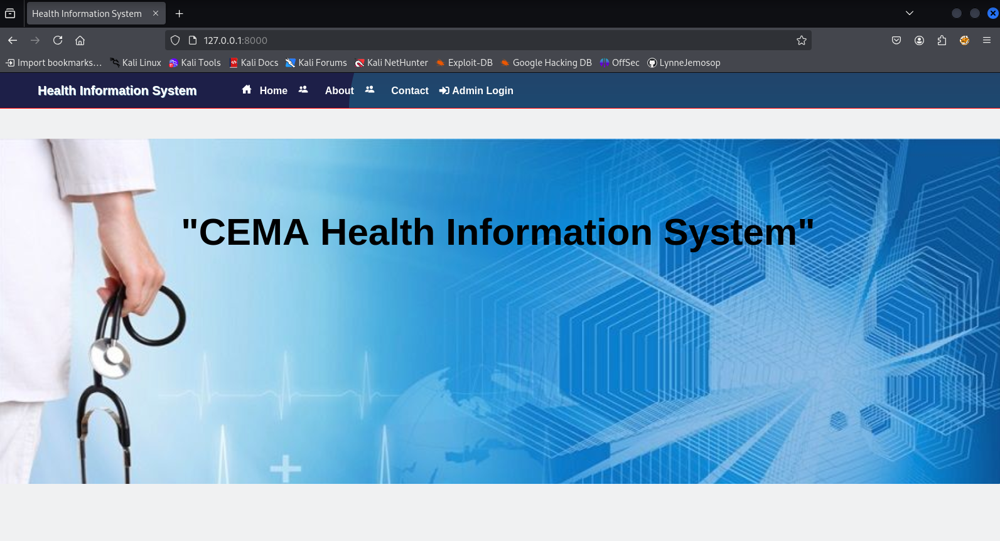 Health Information System
127.0.0.1:8000
Import bookmarks... Kali Linux Kali Tools Kali Docs Kali Forums Kali NetHunter Exploit-DB Google Hacking DB OffSec LynneJemosop
Health Information System Home About Contact Admin Login
"CEMA Health Information System"